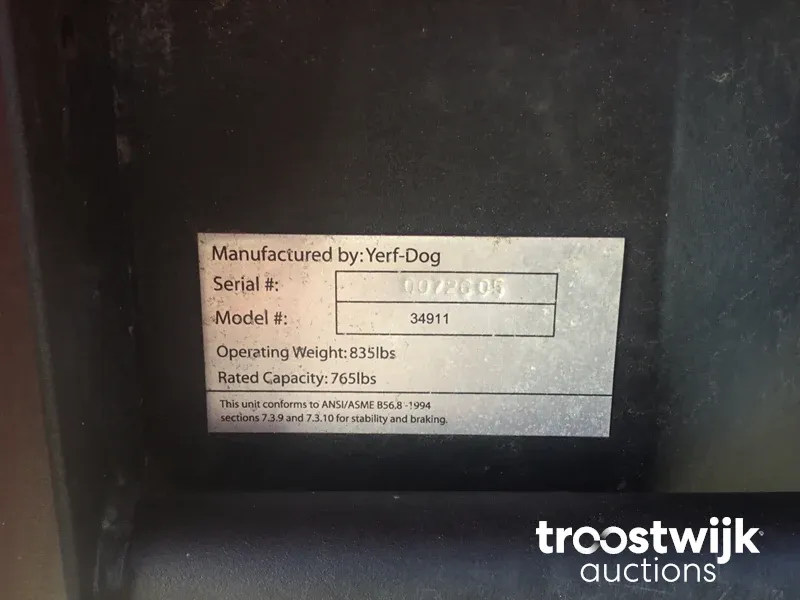 Manufactured by: Yerf-Dog
Serial #:
Model #: 34911
Operating Weight: 835lbs
Rated Capacity: 765lbs
This unit conforms to ANSI/ASME B56.8 -1994
sections 7.3.9 and 7.3.10 for stability and braking.
troostwijk
auctions